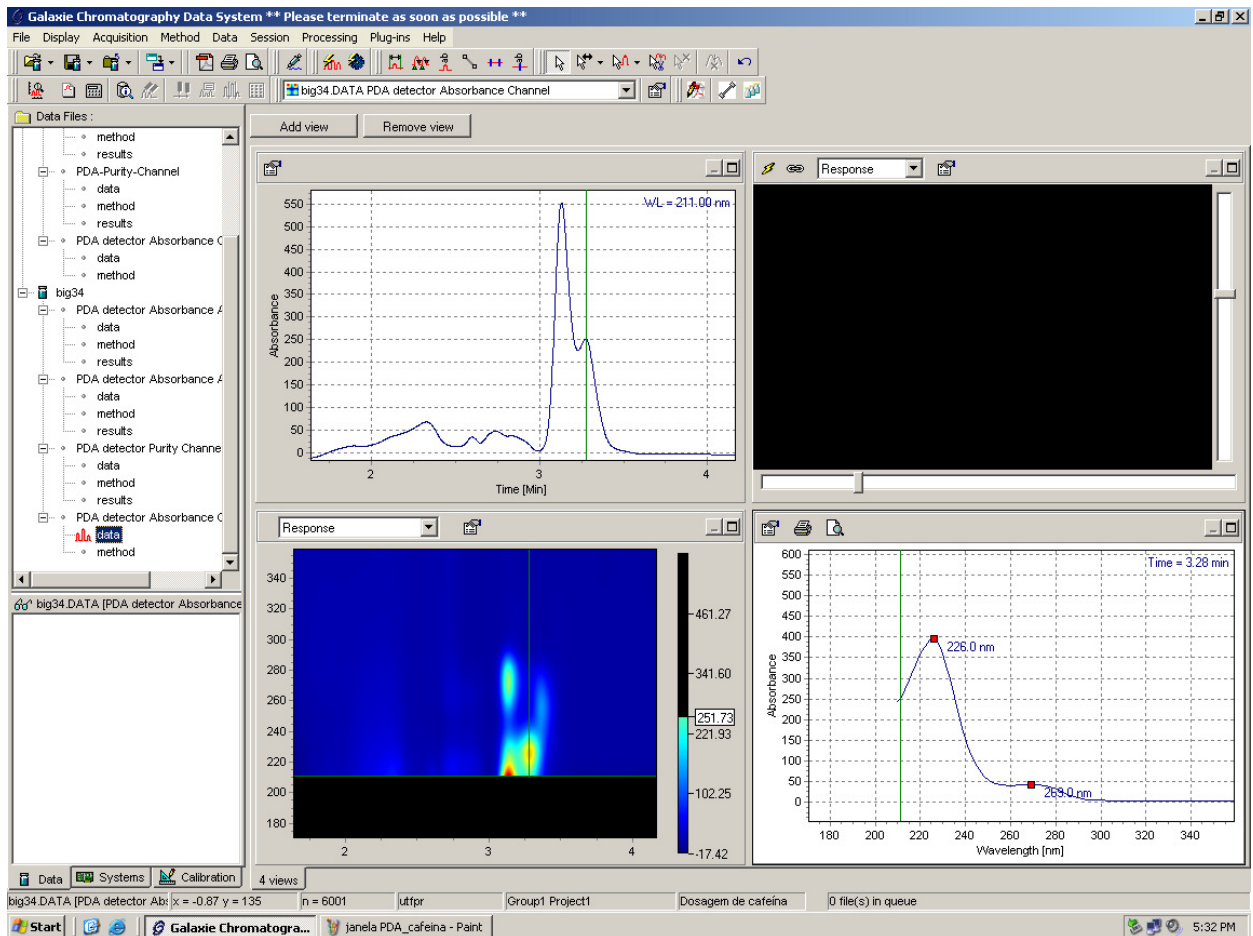 Galaxie Chromatography Data System ** Please terminate as soon as possible **
File Display Acquisition Method Data Session Processing Plug-ins Help
big34.DATA PDA detector Absorbance Channel
Data Files :
method
results
PDA-Purity-Channel
data
method
results
PDA detector Absorbance C
data
method
big34
PDA detector Absorbance A
data
method
results
PDA detector Absorbance A
data
method
results
PDA detector Purity Channe
data
method
results
PDA detector Absorbance C
data
method
big34.DATA [PDA detector Absorbance
Data Systems Calibration
Add view Remove view
WL = 211.00 nm
550
500
450
400
350
300
250
200
150
100
50
0
Absorbance
2 3 4
Time [Min]
Response
Response
340
320
300
280
260
240
220
200
180
2 3 4
461.27
341.60
251.73
221.93
102.25
-17.42
Time = 3.28 min
600
550
500
450
400
350
300
250
200
150
100
50
0
Absorbance
226.0 nm
269.0 nm
180 200 220 240 260 280 300 320 340
Wavelength [nm]
4 views
big34.DATA [PDA detector Ab: x = -0.87 y = 135 n = 6001 utfpr Group1 Project1 Dosagem de cafeína 0 file(s) in queue
Start Galaxie Chromatogra... janela PDA_cafeina - Paint 5:32 PM